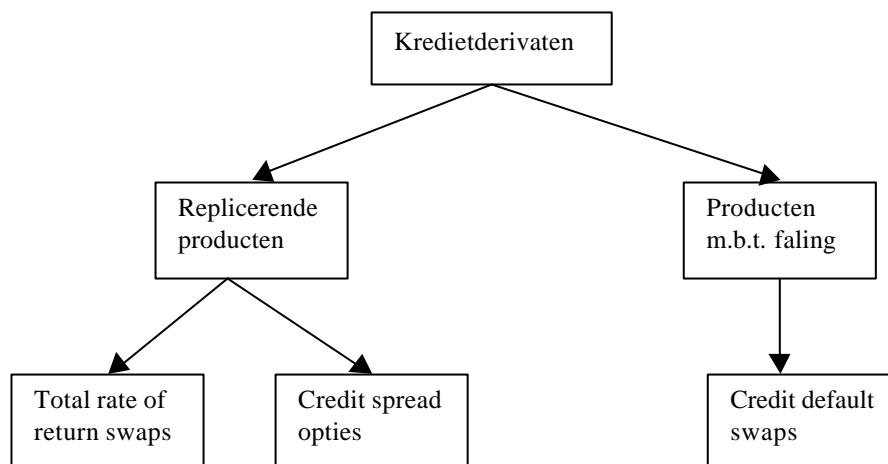 Kredietderivaten
Replicerende
producten
Producten
m.b.t. faling
Total rate of
return swaps
Credit spread
opties
Credit default
swaps